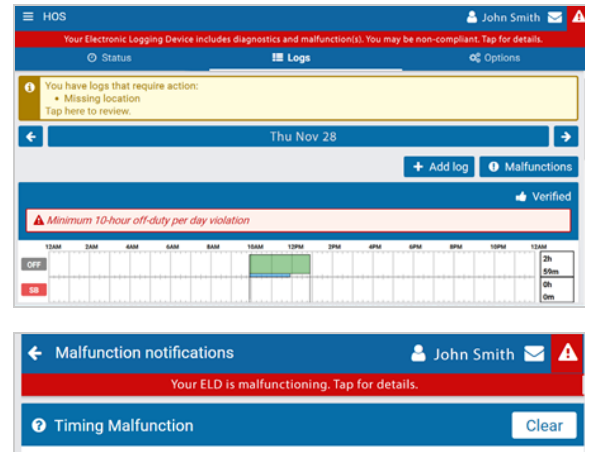 HOS
John Smith
Your Electronic Logging Device includes diagnostics and malfunction(s). You may be non-compliant. Tap for details.
Status
Logs
Options
You have logs that require action:
• Missing location
Tap here to review.
Thu Nov 28
+ Add log
Malfunctions
Verified
Minimum 10-hour off-duty per day violation
12AM 2AM 4AM 6AM 8AM 10AM 12PM 2PM 4PM 6PM 8PM 10PM 12AM
OFF
2h
59m
SB
0h
0m
Malfunction notifications
John Smith
Your ELD is malfunctioning. Tap for details.
Timing Malfunction
Clear